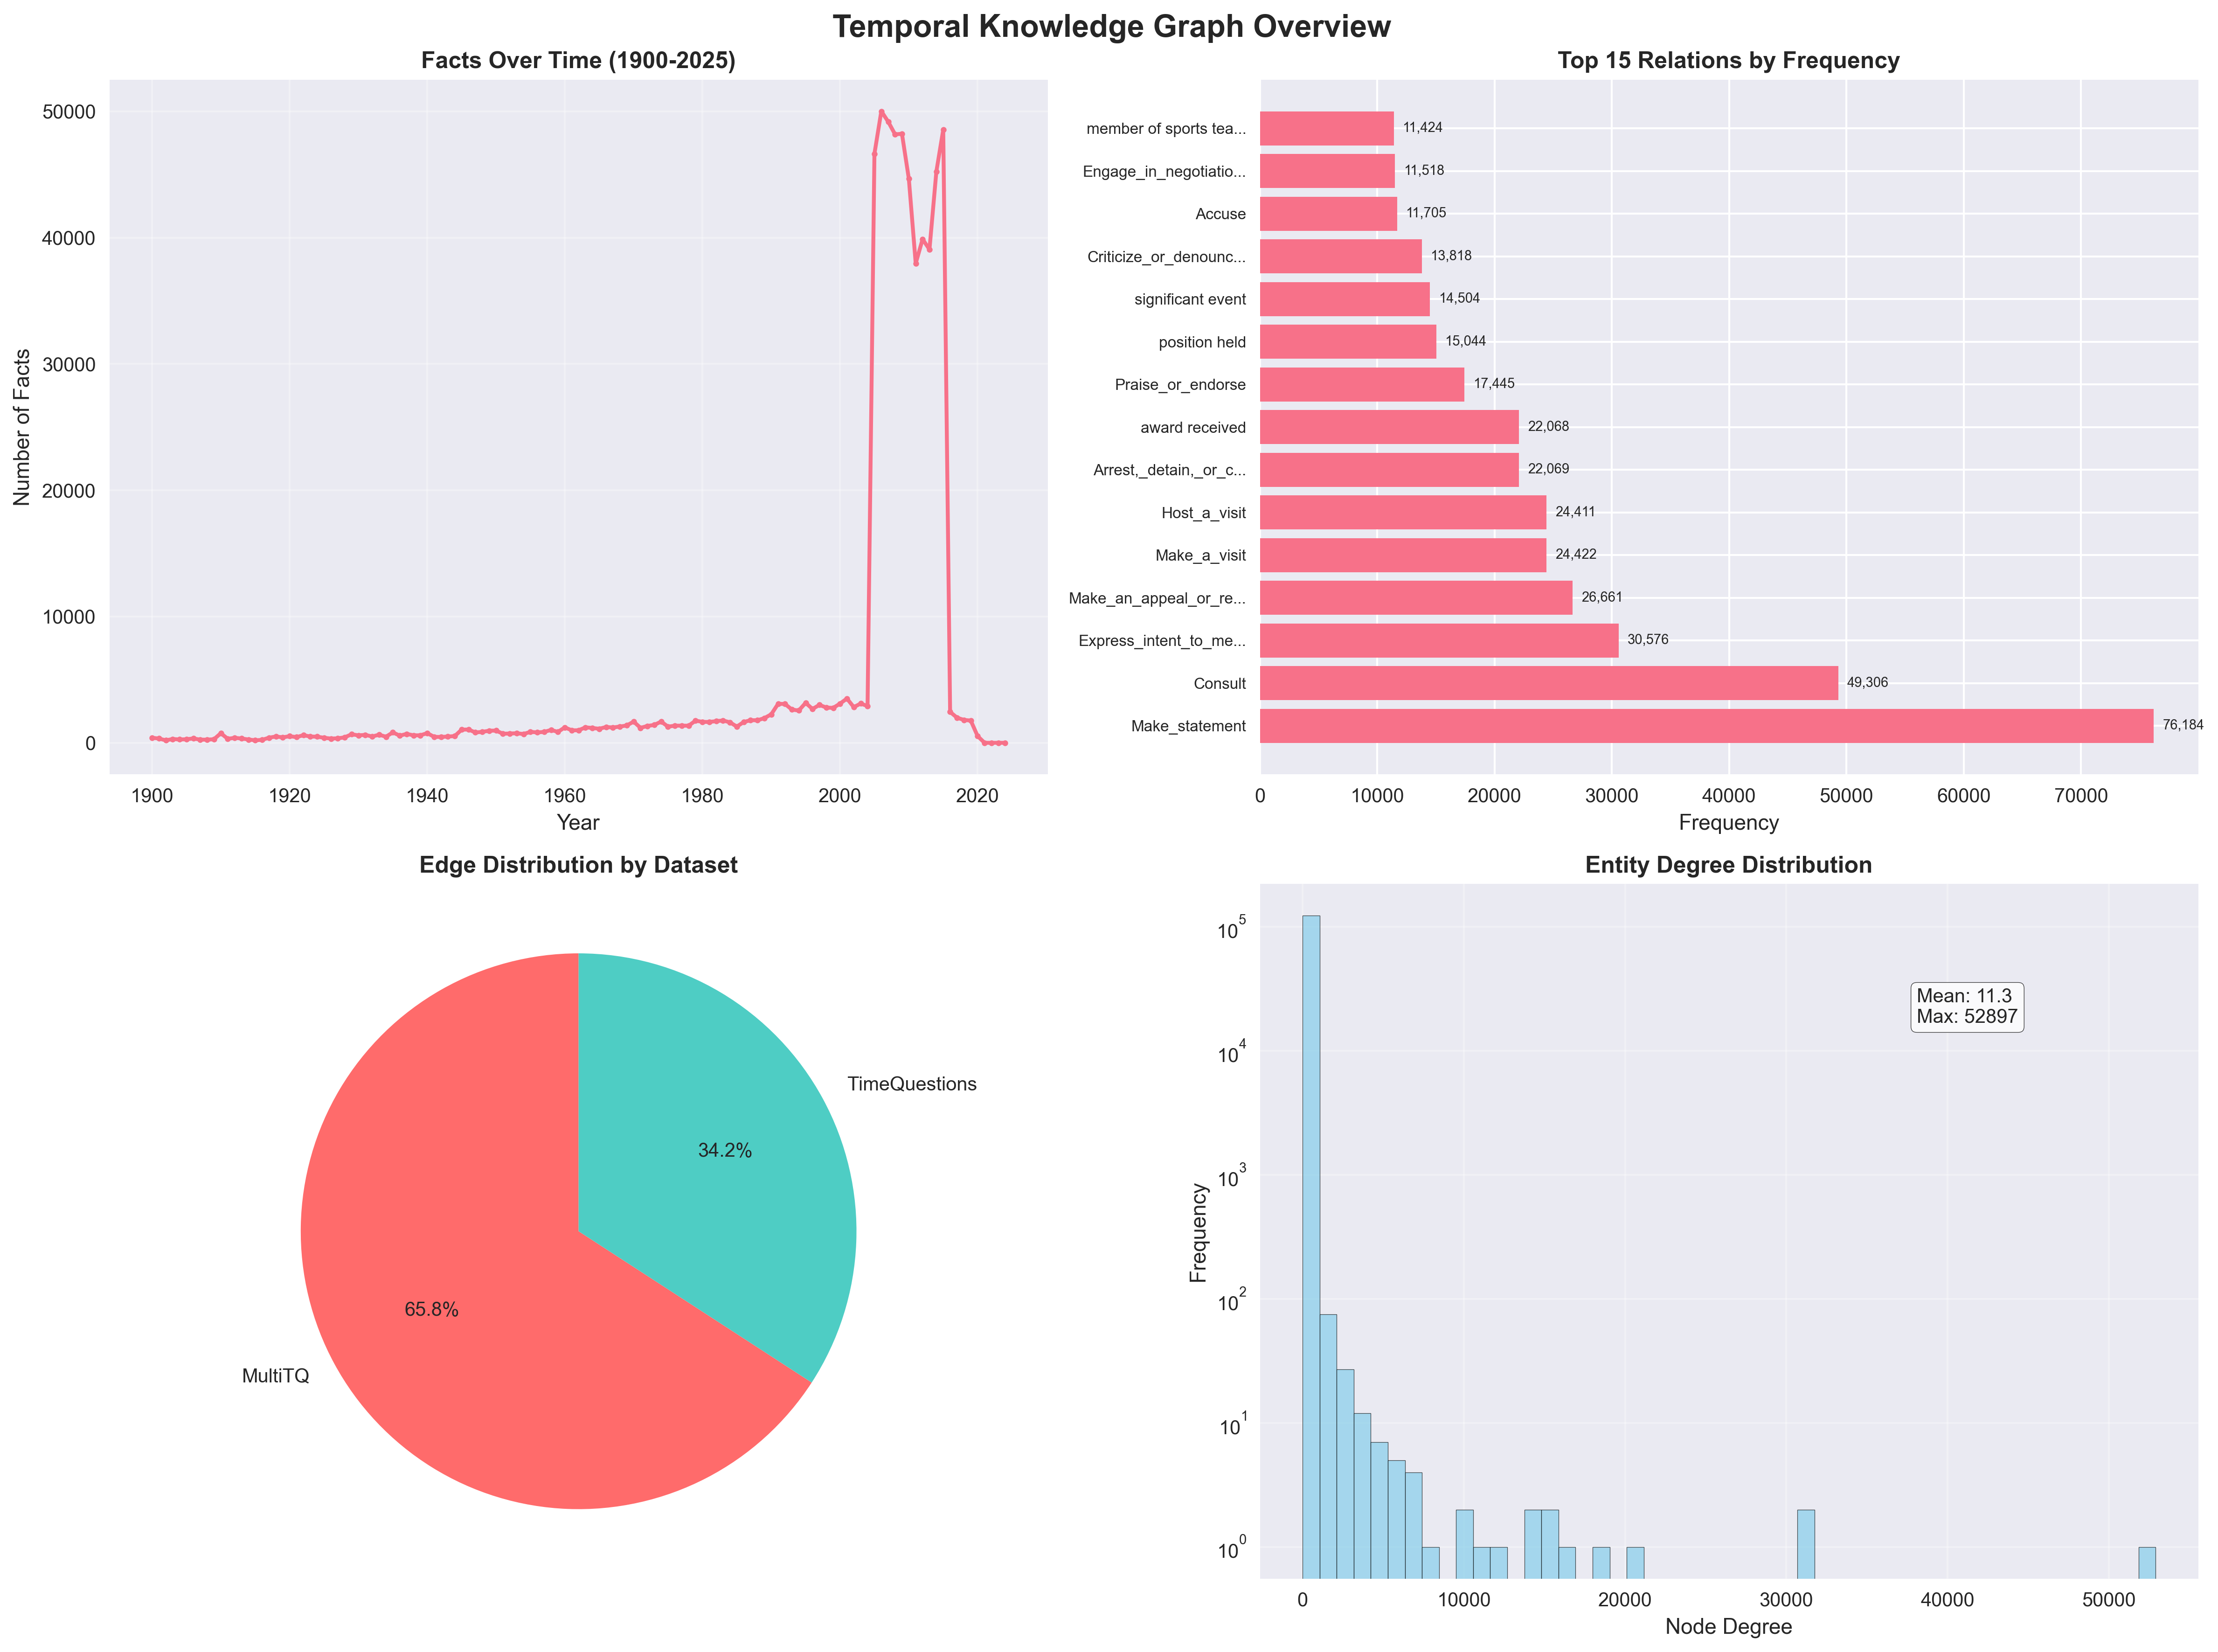 Temporal Knowledge Graph Overview
Facts Over Time (1900-2025)
Number of Facts
50000
40000
30000
20000
10000
0
1900 1920 1940 1960 1980 2000 2020
Year
Top 15 Relations by Frequency
member of sports tea... 11,424
Engage_in_negotiatio... 11,518
Accuse 11,705
Criticize_or_denounc... 13,818
significant event 14,504
position held 15,044
Praise_or_endorse 17,445
award received 22,068
Arrest,_detain,_or_c... 22,069
Host_a_visit 24,411
Make_a_visit 24,422
Make_an_appeal_or_re... 26,661
Express_intent_to_me... 30,576
Consult 49,306
Make_statement 76,184
0 10000 20000 30000 40000 50000 60000 70000
Frequency
Edge Distribution by Dataset
TimeQuestions
34.2%
65.8%
MultiTQ
Entity Degree Distribution
Frequency
10^5
10^4
10^3
10^2
10^1
10^0
Mean: 11.3
Max: 52897
0 10000 20000 30000 40000 50000
Node Degree